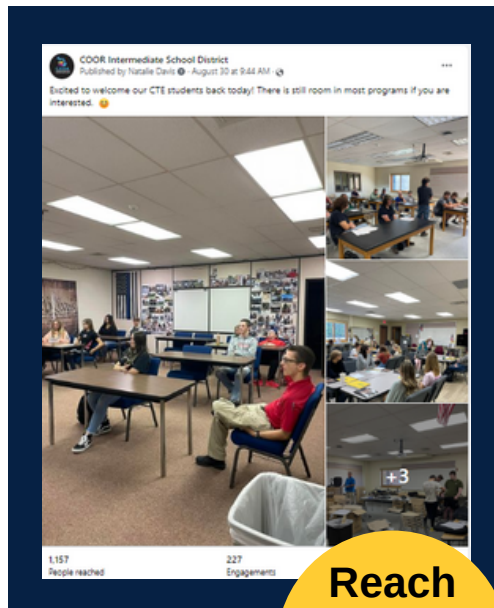 COOR Intermediate School District
Published by Natalie Davis · August 30 at 9:44 AM ·
Excited to welcome our CTE students back today! There is still room in most programs if you are
interested.
+3
1,157
People reached
227
Engagements
Reach